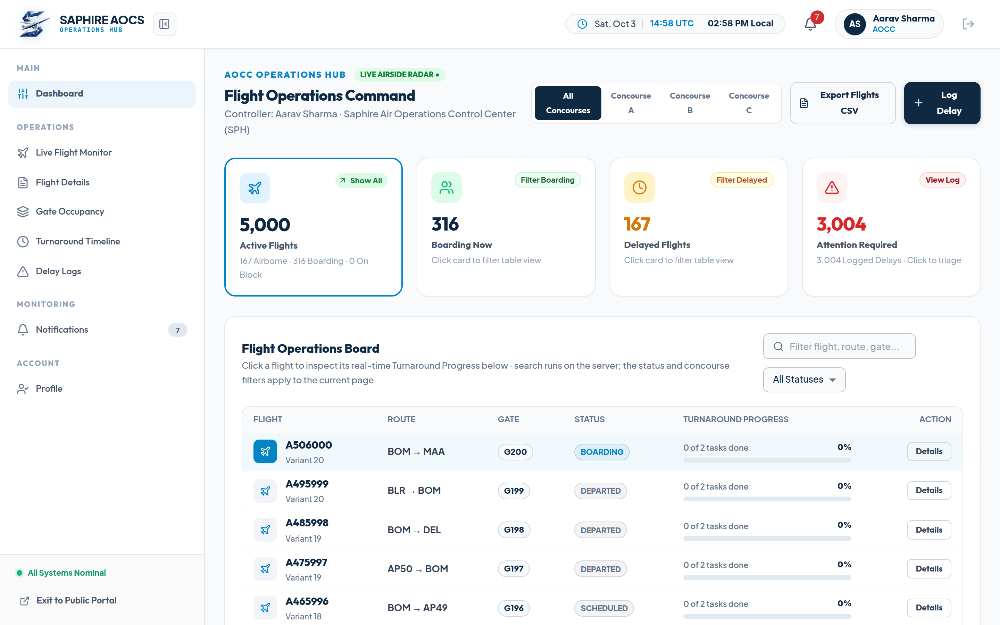 SAPHIRE AOCS
OPERATIONS HUB
Sat, Oct 3
14:58 UTC
02:58 PM Local
7
AS
Aarav Sharma
AOCC
MAIN
Dashboard
OPERATIONS
Live Flight Monitor
Flight Details
Gate Occupancy
Turnaround Timeline
Delay Logs
MONITORING
Notifications
7
ACCOUNT
Profile
All Systems Nominal
Exit to Public Portal
AOCC OPERATIONS HUB
LIVE AIRSIDE RADAR •
Flight Operations Command
Controller: Aarav Sharma · Saphire Air Operations Control Center
(SPH)
All
Concourses
Concourse
A
Concourse
B
Concourse
C
Export Flights
CSV
Log
Delay
Show All
5,000
Active Flights
167 Airborne · 316 Boarding · 0 On
Block
Filter Boarding
316
Boarding Now
Click card to filter table view
Filter Delayed
167
Delayed Flights
Click card to filter table view
View Log
3,004
Attention Required
3,004 Logged Delays · Click to triage
Flight Operations Board
Click a flight to inspect its real-time Turnaround Progress below · search runs on the server; the status and concourse
filters apply to the current page
Filter flight, route, gate...
All Statuses
FLIGHT ROUTE GATE STATUS TURNAROUND PROGRESS ACTION
A506000
Variant 20
BOM → MAA
G200
BOARDING
0 of 2 tasks done
0%
Details
A495999
Variant 20
BLR → BOM
G199
DEPARTED
0 of 2 tasks done
0%
Details
A485998
Variant 19
BOM → DEL
G198
DEPARTED
0 of 2 tasks done
0%
Details
A475997
Variant 19
AP50 → BOM
G197
DEPARTED
0 of 2 tasks done
0%
Details
A465996
Variant 18
BOM → AP49
G196
SCHEDULED
0 of 2 tasks done
0%
Details